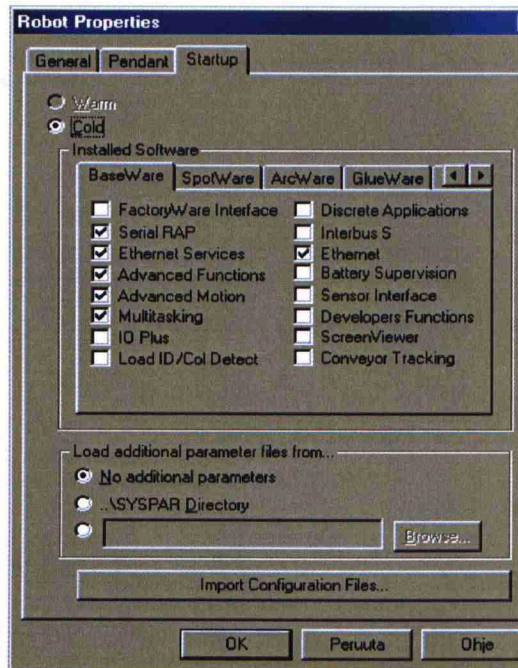 Robot Properties
General Pendant Startup
Warm
Cold
Installed Software
BaseWare SpotWare ArcWare GlueWare
FactoryWare Interface Discrete Applications
Serial RAP Interbus S
Ethernet Services Ethernet
Advanced Functions Battery Supervision
Advanced Motion Sensor Interface
Multitasking Developers Functions
IO Plus ScreenViewer
Load ID/Col Detect Conveyor Tracking
Load additional parameter files from...
No additional parameters
..\SYSPAR Directory
Browse...
Import Configuration Files...
OK Peruuta Ohje